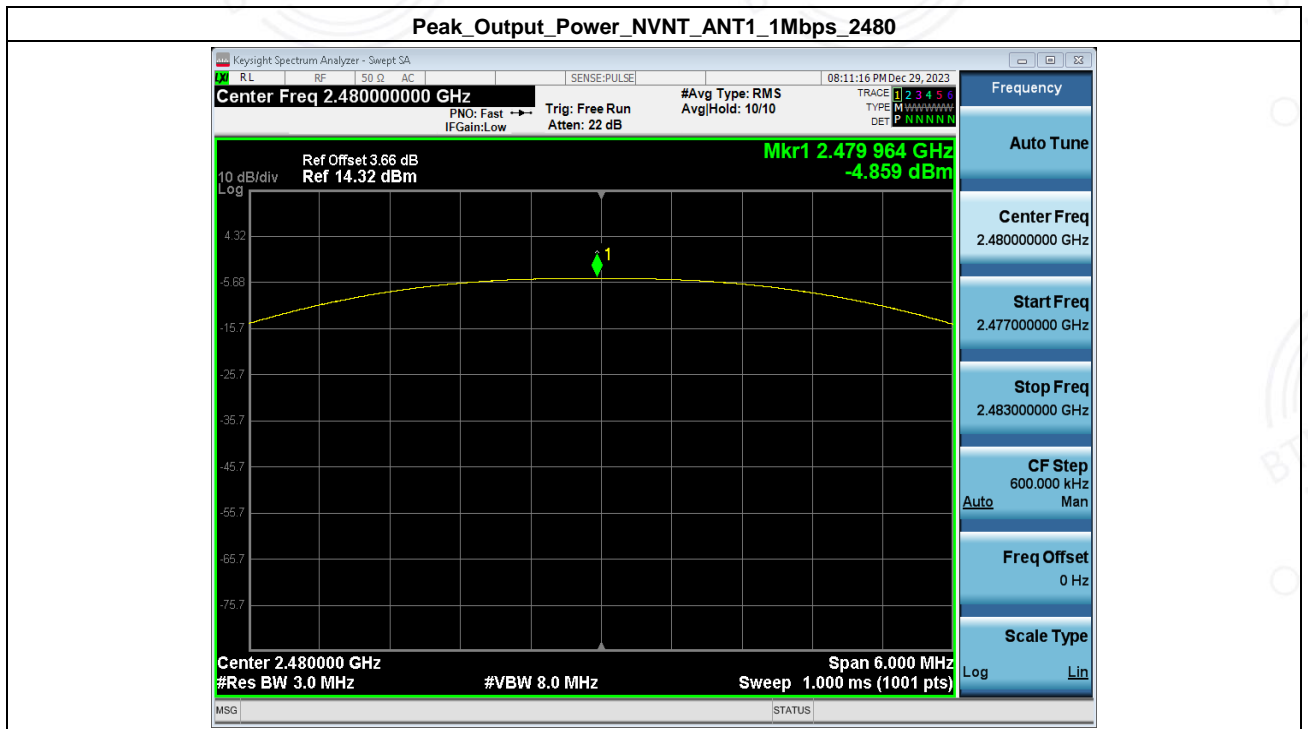 Peak_Output_Power_NVNT_ANT1_1Mbps_2480
Keysight Spectrum Analyzer - Swept SA
LXI RL RF 50 Ω AC SENSE:PULSE 08:11:16 PM Dec 29, 2023
Center Freq 2.480000000 GHz
PNO: Fast
IFGain:Low
Trig: Free Run
Atten: 22 dB
#Avg Type: RMS
Avg|Hold: 10/10
TRACE 1 2 3 4 5 6
TYPE M WWWWW
DET P N N N N N
Mkr1 2.479 964 GHz
-4.859 dBm
Ref Offset 3.66 dB
10 dB/div Ref 14.32 dBm
Log
4.32
-5.68
-15.7
-25.7
-35.7
-45.7
-55.7
-65.7
-75.7
1
Center 2.480000 GHz Span 6.000 MHz
#Res BW 3.0 MHz #VBW 8.0 MHz Sweep 1.000 ms (1001 pts)
MSG STATUS
Frequency
Auto Tune
Center Freq
2.480000000 GHz
Start Freq
2.477000000 GHz
Stop Freq
2.483000000 GHz
CF Step
600.000 kHz
Auto Man
Freq Offset
0 Hz
Scale Type
Log Lin